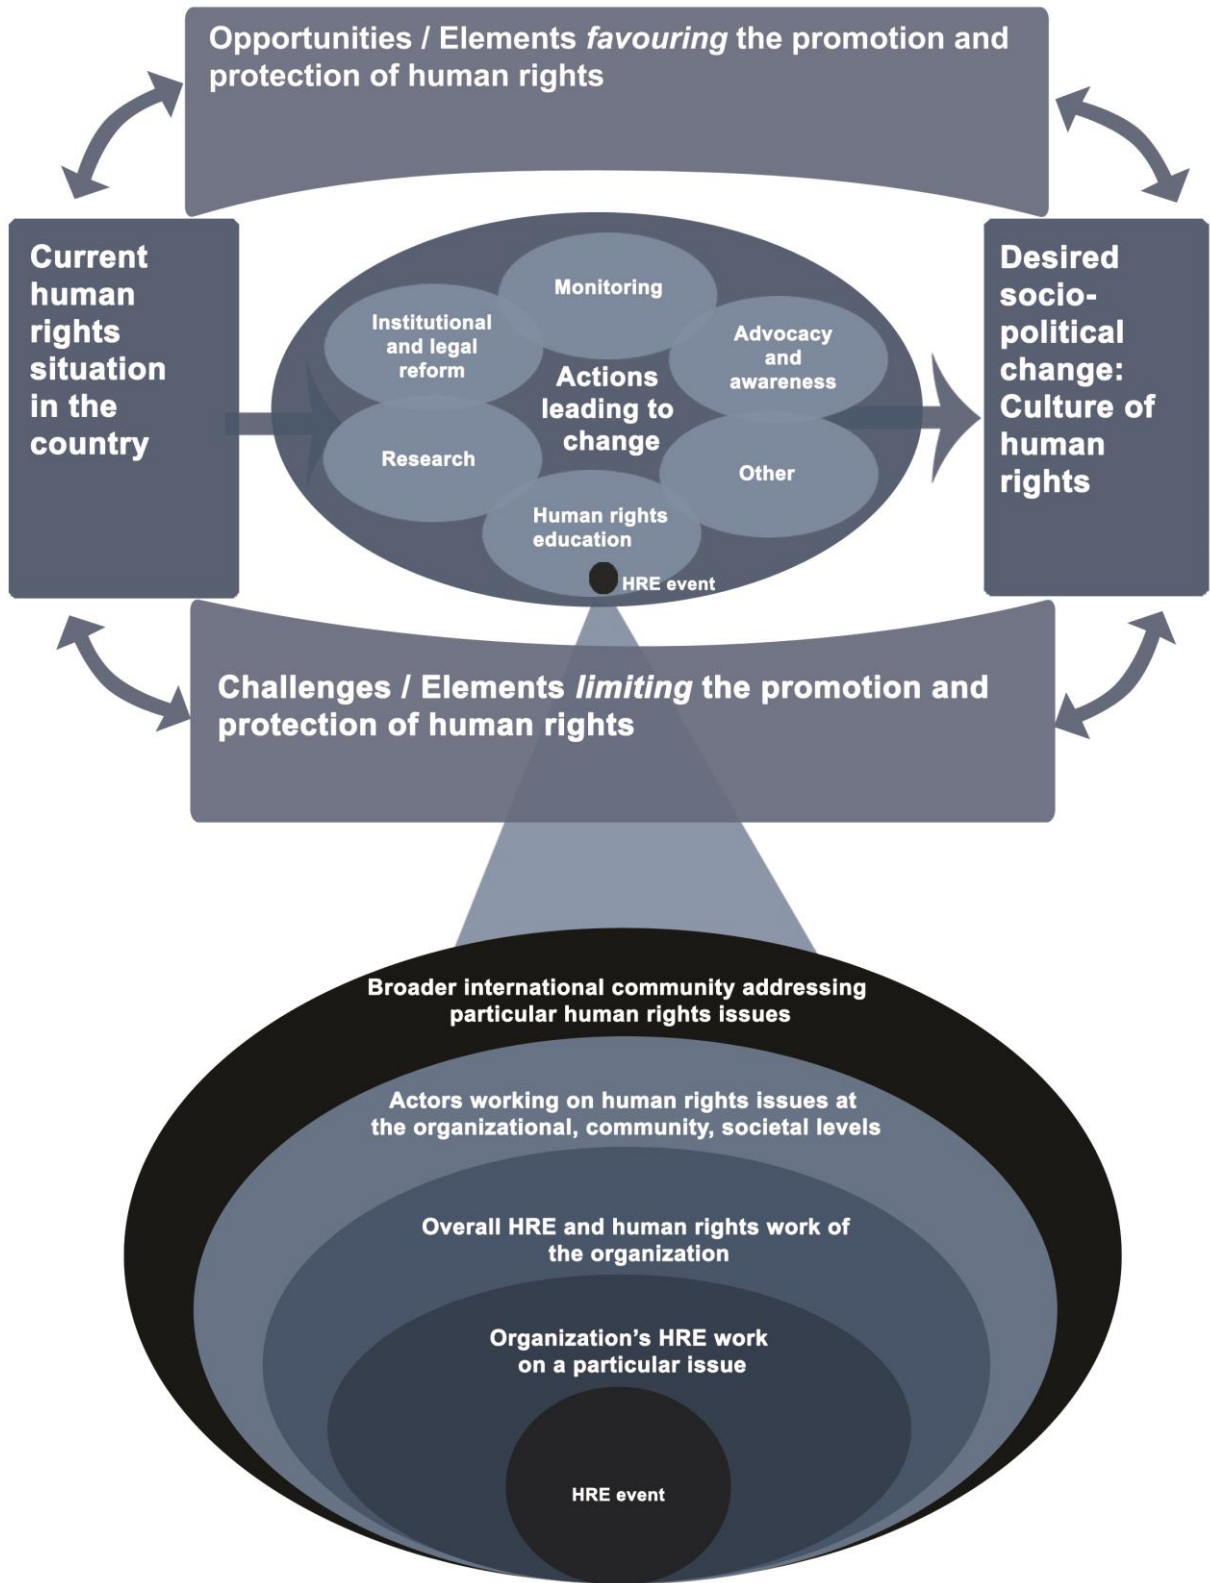 Opportunities / Elements favouring the promotion and
protection of human rights
Current
human
rights
situation
in the
country
Monitoring
Institutional
and legal
reform
Advocacy
and
awareness
Actions
leading to
change
Research
Other
Human rights
education
HRE event
Desired
socio-
political
change:
Culture of
human
rights
Challenges / Elements limiting the promotion and
protection of human rights
Broader international community addressing
particular human rights issues
Actors working on human rights issues at
the organizational, community, societal levels
Overall HRE and human rights work of
the organization
Organization's HRE work
on a particular issue
HRE event